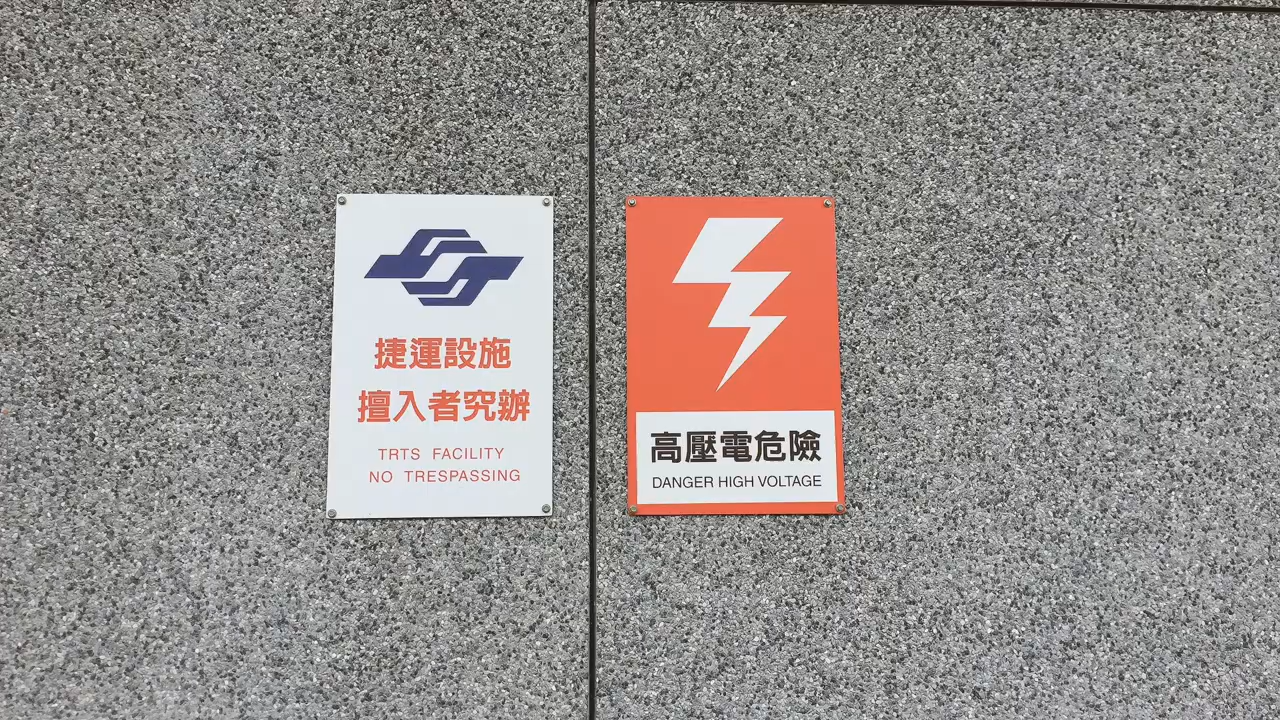 捷運設施
擅入者究辦
TRTS FACILITY
NO TRESPASSING
高壓電危險
DANGER HIGH VOLTAGE